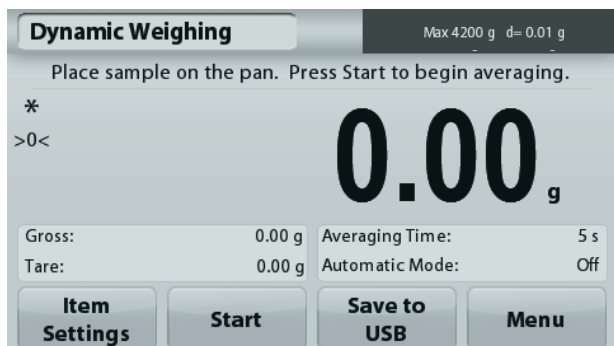 Dynamic Weighing
Max 4200 g d= 0.01 g
Place sample on the pan. Press Start to begin averaging.
*
>0<
0.00 g
Gross: 0.00 g
Tare: 0.00 g
Averaging Time: 5 s
Automatic Mode: Off
Item Settings
Start
Save to USB
Menu